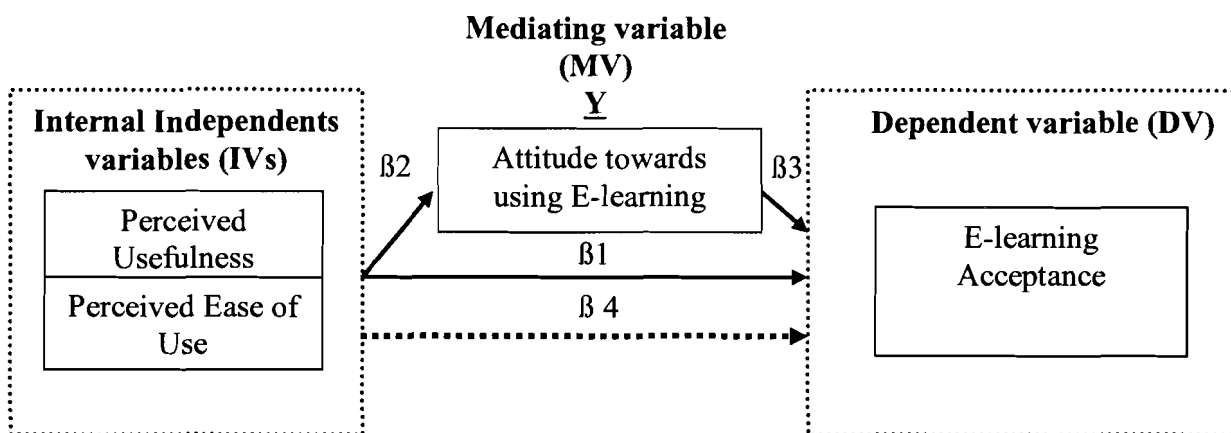 Mediating variable
(MV)
Y
Internal Independents
variables (IVs)
Perceived
Usefulness
Perceived Ease of
Use
ß2
Attitude towards
using E-learning
ß3
ß1
ß 4
Dependent variable (DV)
E-learning
Acceptance